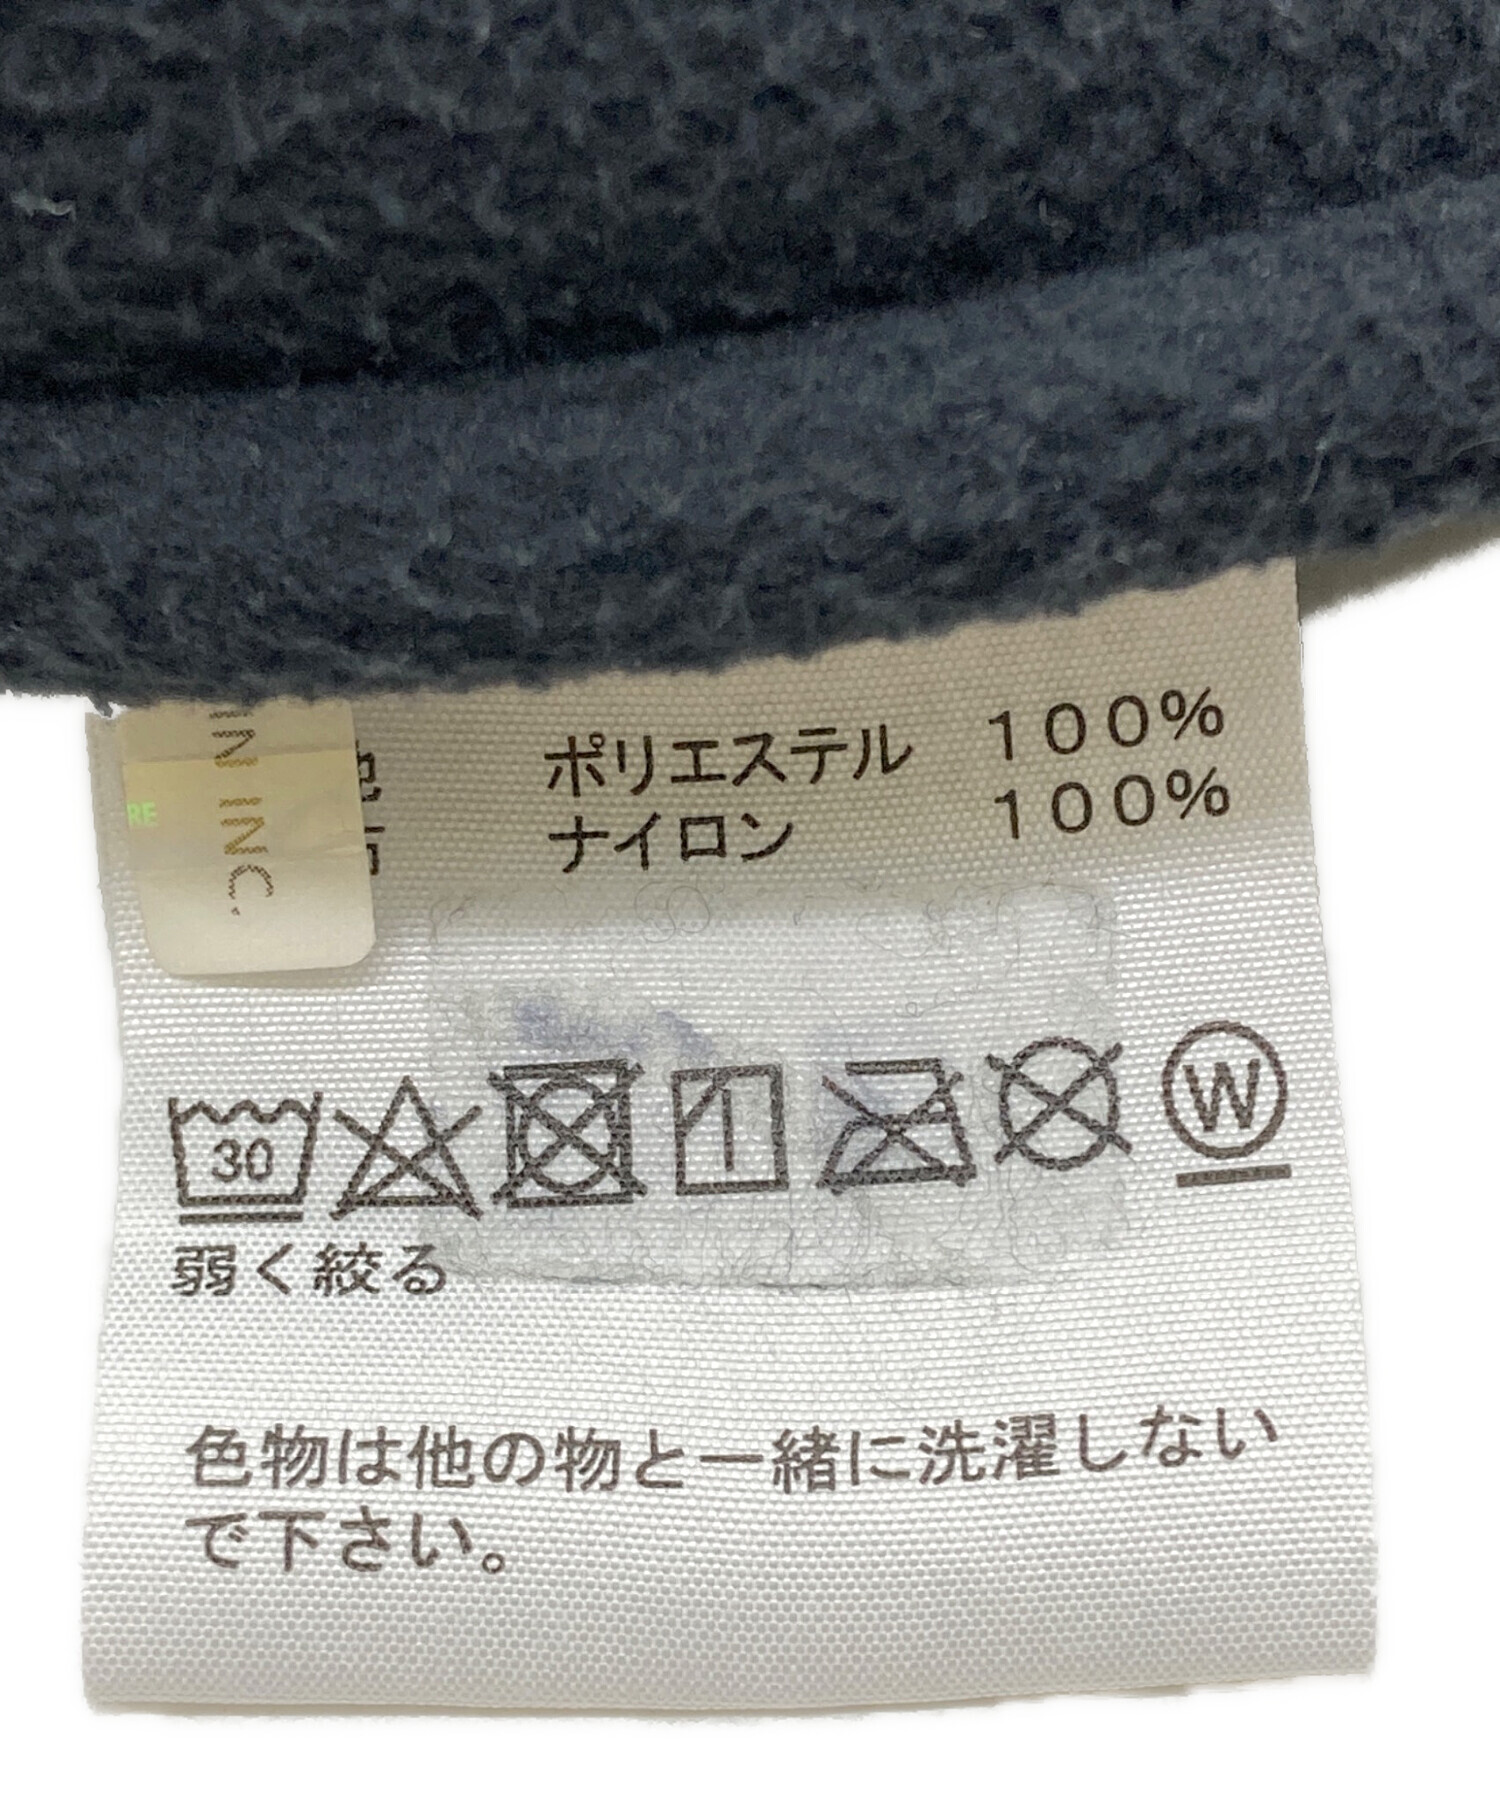 ポリエステル 100%
ナイロン 100%
INC.
RE
30
W
弱く絞る
色物は他の物と一緒に洗濯しない
で下さい。